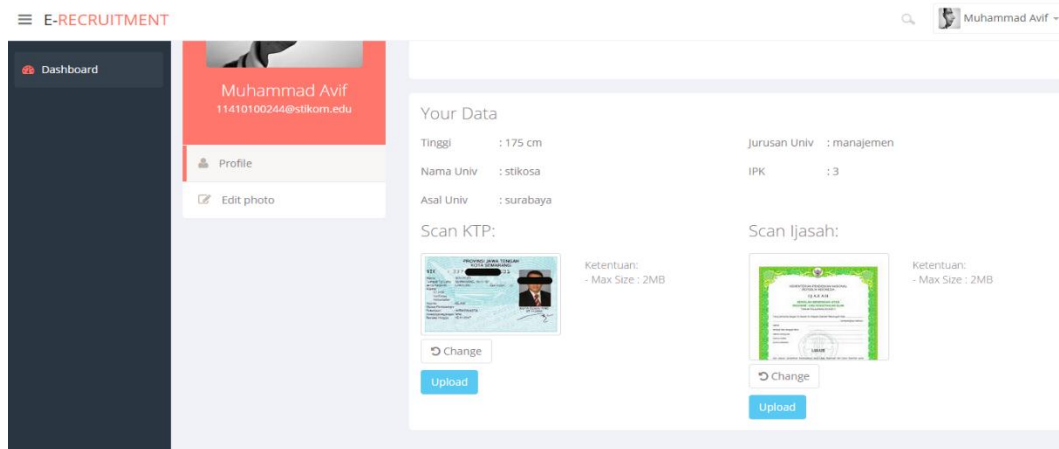 E-RECRUITMENT
Muhammad Avif
Dashboard
Muhammad Avif
11410100244@stikom.edu
Profile
Edit photo
Your Data
Tinggi : 175 cm
Jurusan Univ : manajemen
Nama Univ : stikosa
IPK : 3
Asal Univ : surabaya
Scan KTP:
Scan Ijasah:
PROVINSI JAWA TENGAH
KOTA SEMARANG
NIK
Ketentuan:
- Max Size : 2MB
IJAZAH
Ketentuan:
- Max Size : 2MB
Change
Upload
Change
Upload